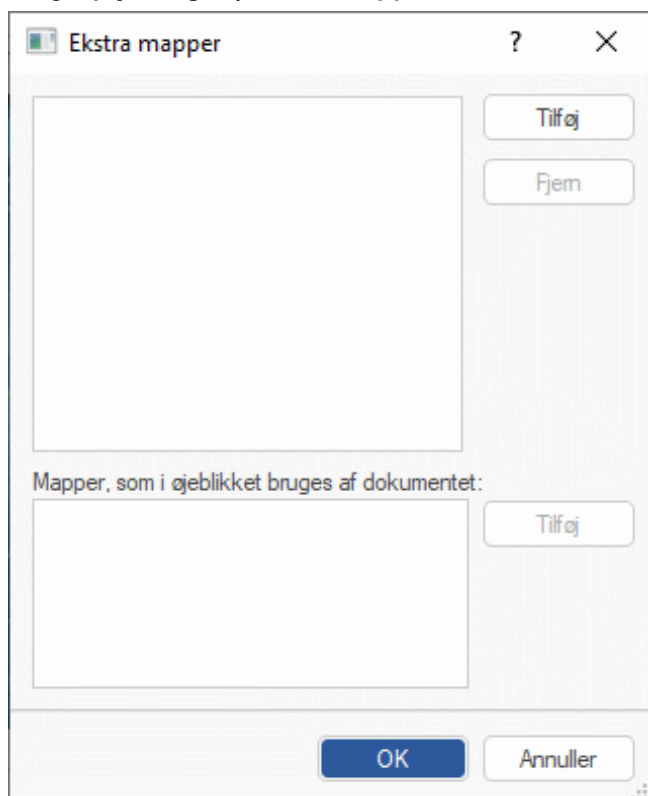 Ekstra mapper ?
Tilføj
Fjern
Mapper, som i øjeblikket bruges af dokumentet:
Tilføj
OK Annuller